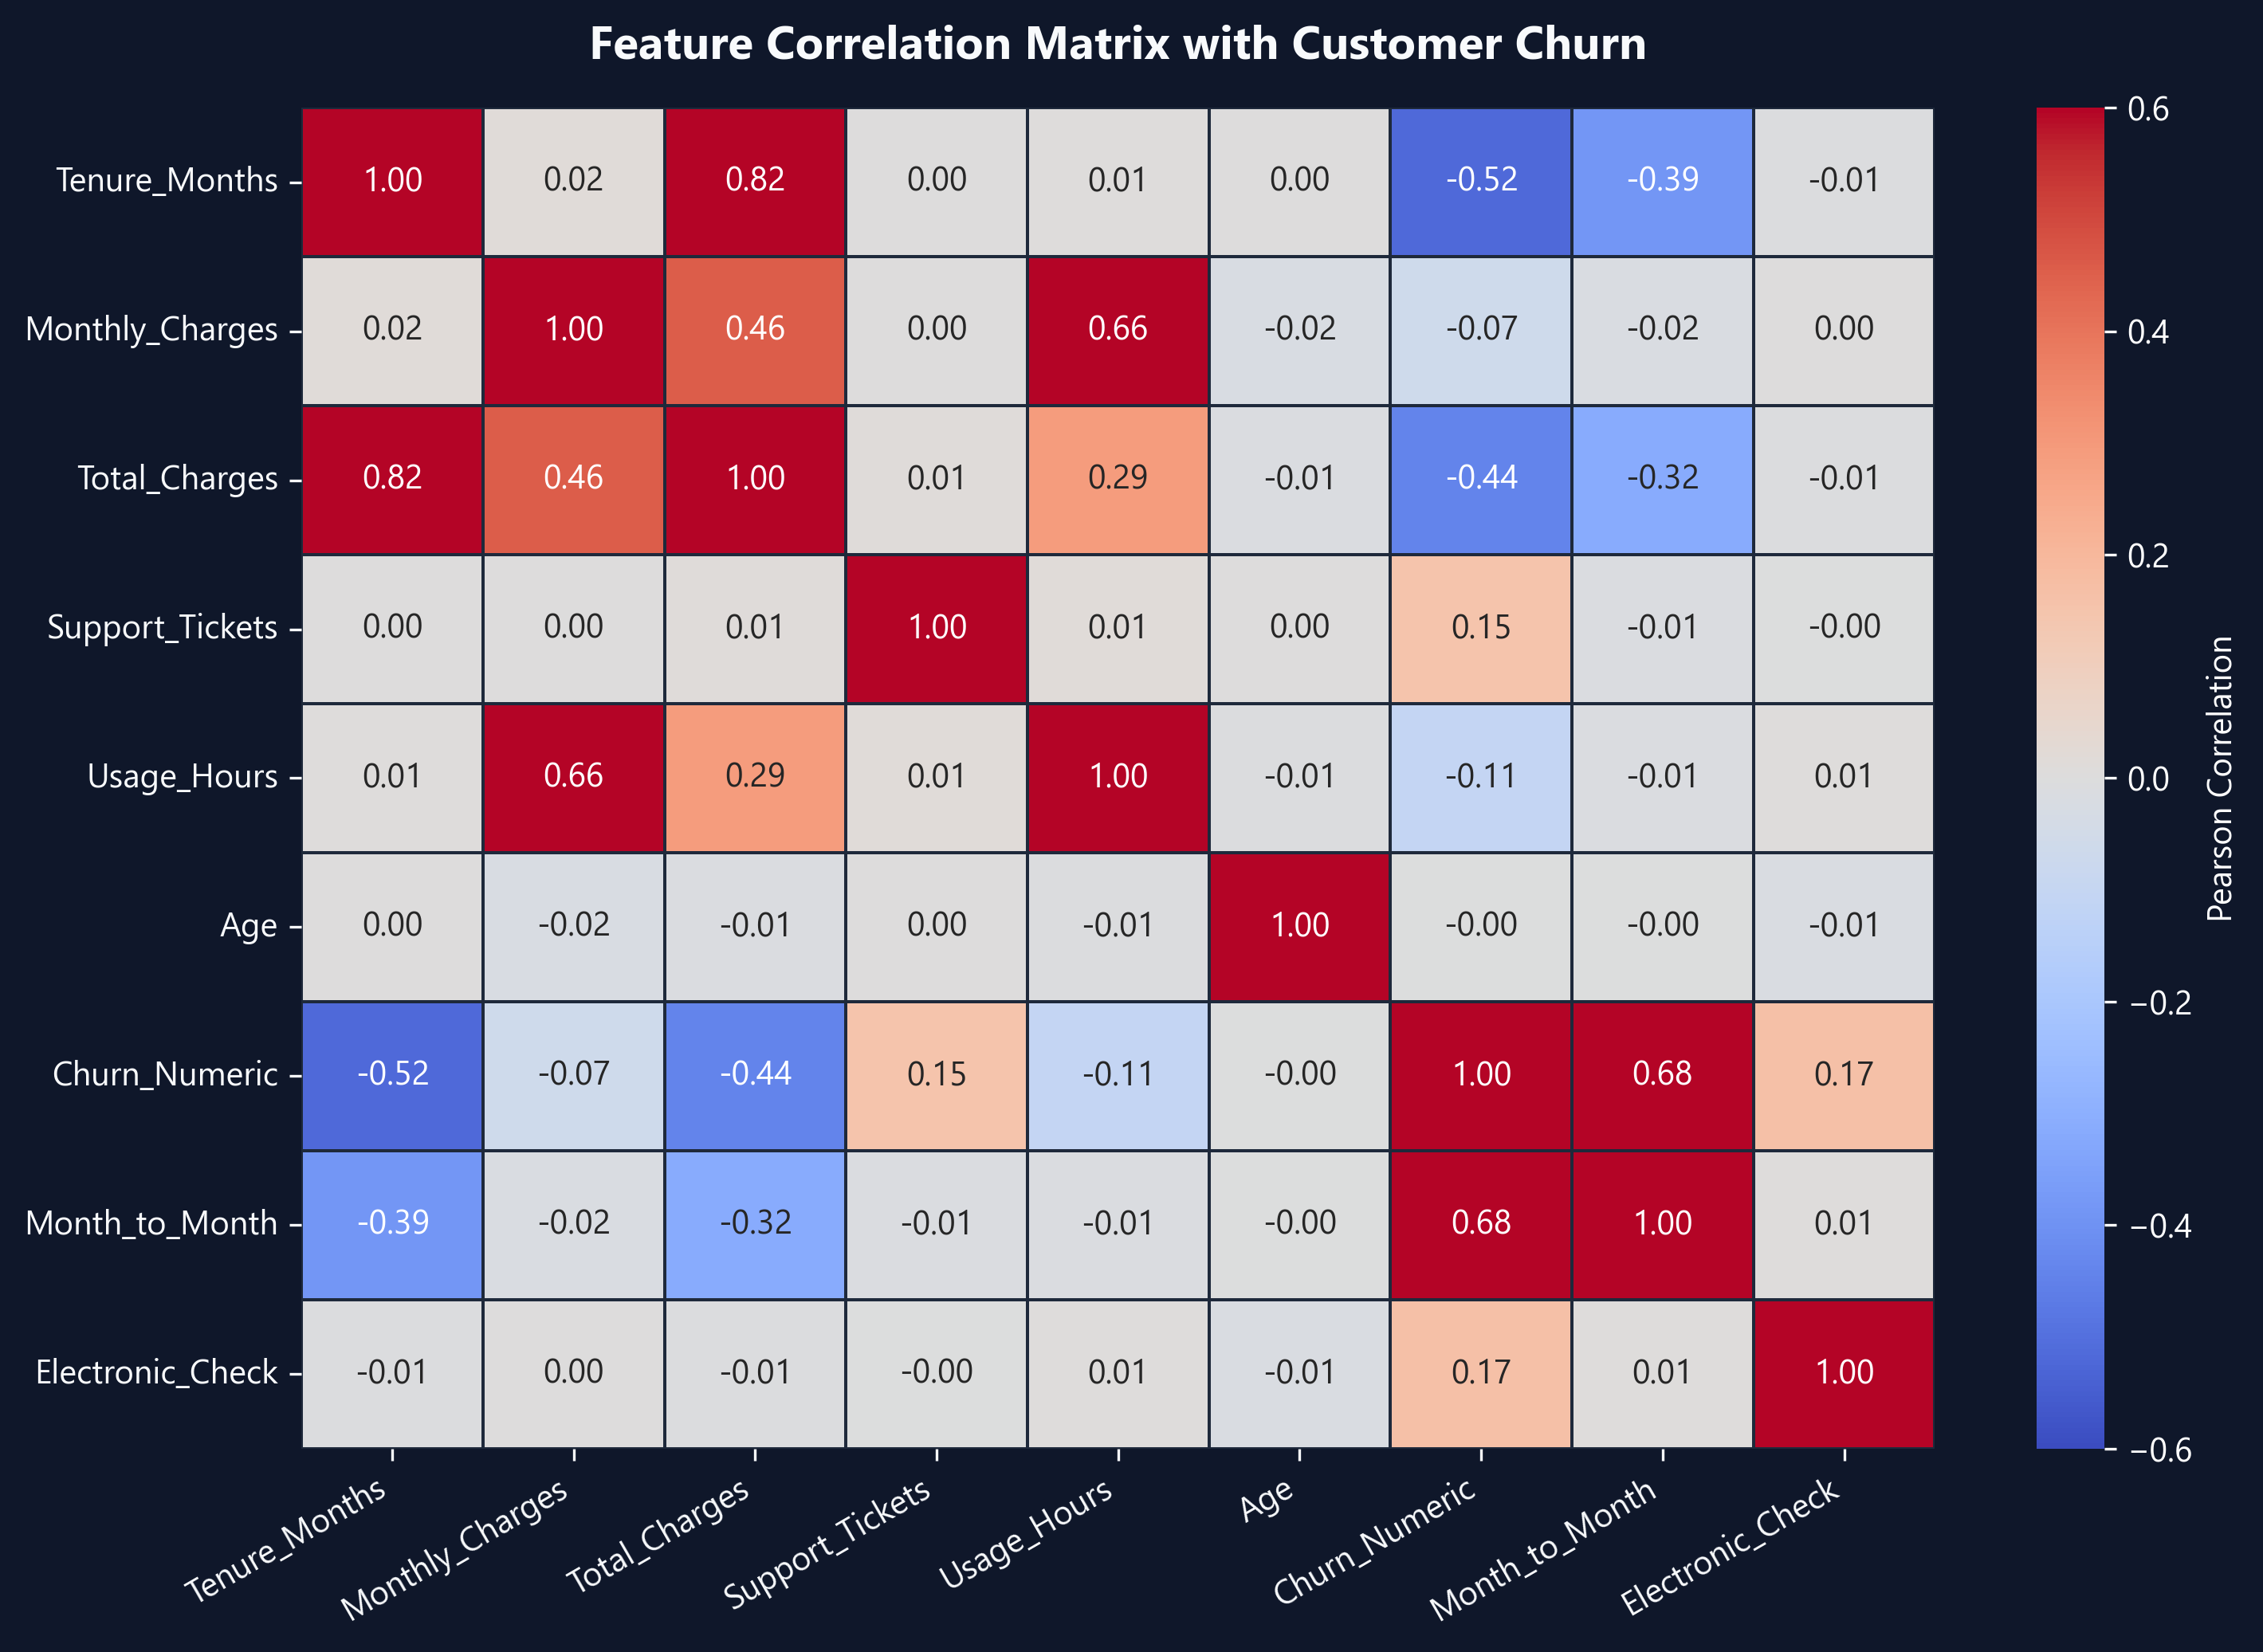 Feature Correlation Matrix with Customer Churn
Tenure_Months 1.00 0.02 0.82 0.00 0.01 0.00 -0.52 -0.39 -0.01
Monthly_Charges 0.02 1.00 0.46 0.00 0.66 -0.02 -0.07 -0.02 0.00
Total_Charges 0.82 0.46 1.00 0.01 0.29 -0.01 -0.44 -0.32 -0.01
Support_Tickets 0.00 0.00 0.01 1.00 0.01 0.00 0.15 -0.01 -0.00
Usage_Hours 0.01 0.66 0.29 0.01 1.00 -0.01 -0.11 -0.01 0.01
Age 0.00 -0.02 -0.01 0.00 -0.01 1.00 -0.00 -0.00 -0.01
Churn_Numeric -0.52 -0.07 -0.44 0.15 -0.11 -0.00 1.00 0.68 0.17
Month_to_Month -0.39 -0.02 -0.32 -0.01 -0.01 -0.00 0.68 1.00 0.01
Electronic_Check -0.01 0.00 -0.01 -0.00 0.01 -0.01 0.17 0.01 1.00
Tenure_Months Monthly_Charges Total_Charges Support_Tickets Usage_Hours Age Churn_Numeric Month_to_Month Electronic_Check
0.6
0.4
0.2
0.0
−0.2
−0.4
−0.6
Pearson Correlation